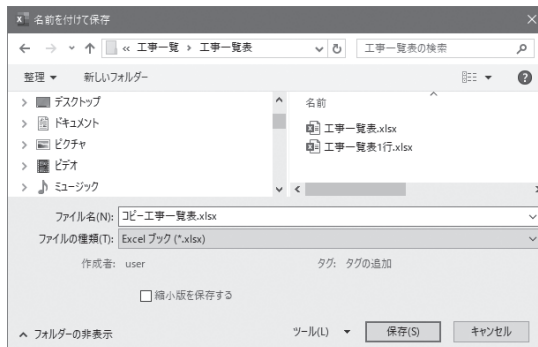 名前を付けて保存
« 工事一覧 › 工事一覧表
工事一覧表の検索
整理 ▼ 新しいフォルダー
デスクトップ
ドキュメント
ピクチャ
ビデオ
ミュージック
名前
工事一覧表.xlsx
工事一覧表1行.xlsx
ファイル名(N): コピー工事一覧表.xlsx
ファイルの種類(T): Excel ブック (*.xlsx)
作成者: user タグ: タグの追加
縮小版を保存する
フォルダーの非表示 ツール(L) ▼ 保存(S) キャンセル